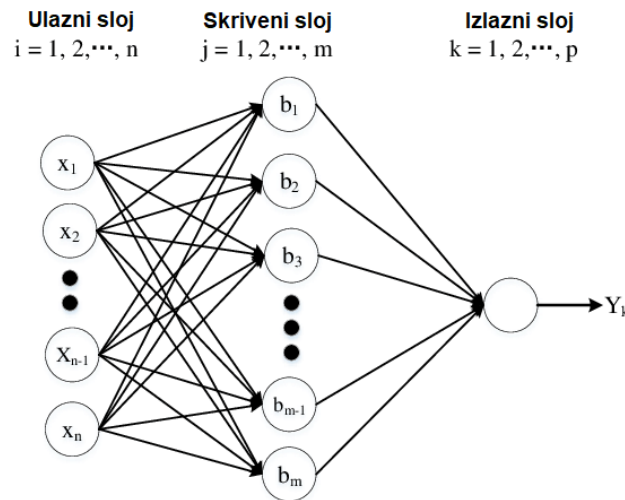 Ulazni sloj
i = 1, 2,···, n
Skriveni sloj
j = 1, 2,···, m
Izlazni sloj
k = 1, 2,···, p
x₁
x₂
xₙ₋₁
xₙ
b₁
b₂
b₃
bₘ₋₁
bₘ
Yₖ